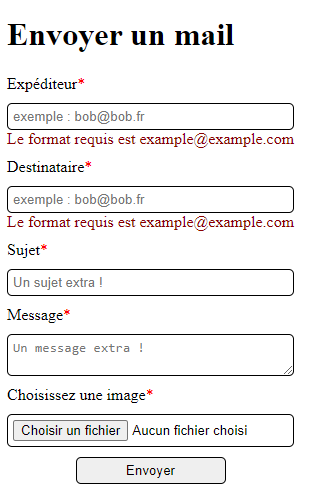 Envoyer un mail
Expéditeur*
exemple : bob@bob.fr
Le format requis est example@example.com
Destinataire*
exemple : bob@bob.fr
Le format requis est example@example.com
Sujet*
Un sujet extra !
Message*
Un message extra !
Choisissez une image*
Choisir un fichier Aucun fichier choisi
Envoyer